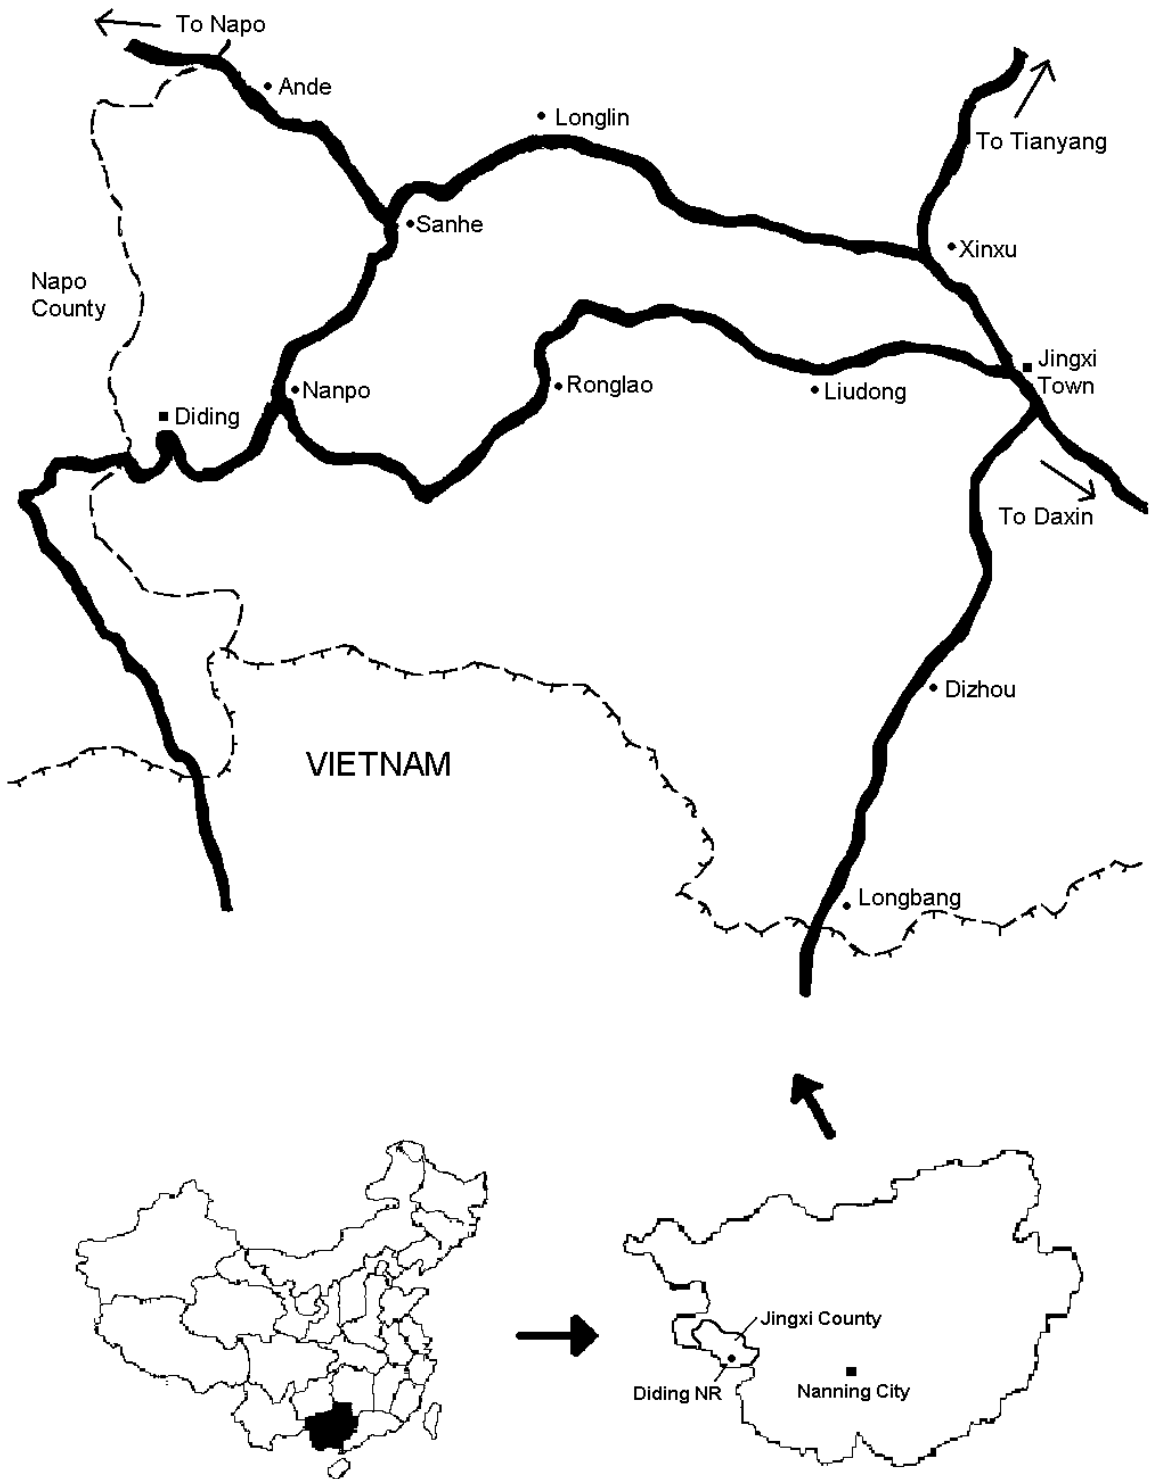 To Napo
Ande
Longlin
To Tianyang
Sanhe
Xinxu
Napo
County
Jingxi
Town
Nanpo
Ronglao
Liudong
Diding
To Daxin
Dizhou
VIETNAM
Longbang
Jingxi County
Diding NR
Nanning City